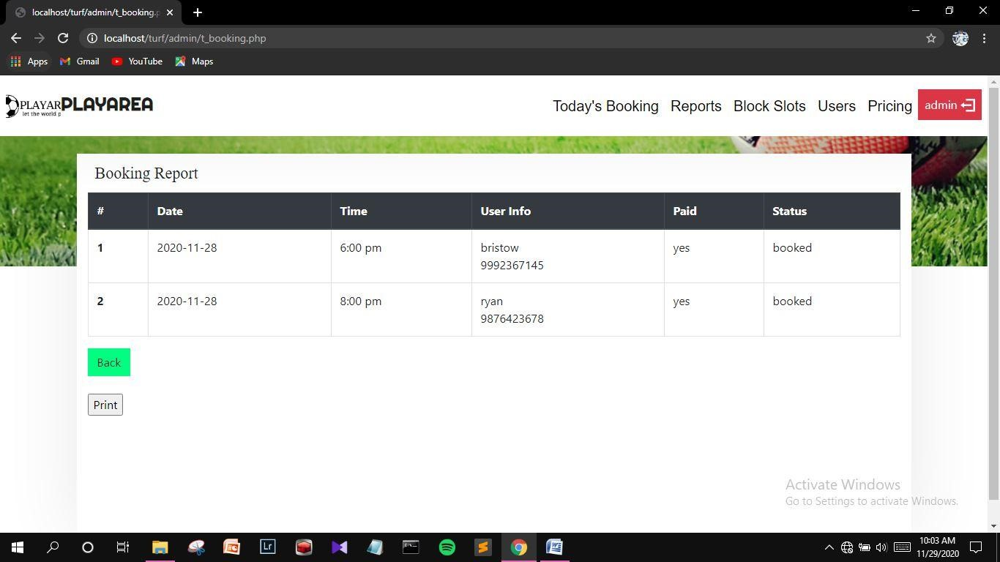 localhost/turf/admin/t_booking.p
localhost/turf/admin/t_booking.php
Apps Gmail YouTube Maps
PLAYAR PLAYAREA
let the world p
Today's Booking Reports Block Slots Users Pricing admin
Booking Report
# Date Time User Info Paid Status
1 2020-11-28 6:00 pm bristow yes booked
9992367145
2 2020-11-28 8:00 pm ryan yes booked
9876423678
Back
Print
Activate Windows
Go to Settings to activate Windows.
Lr
10:03 AM
11/29/2020